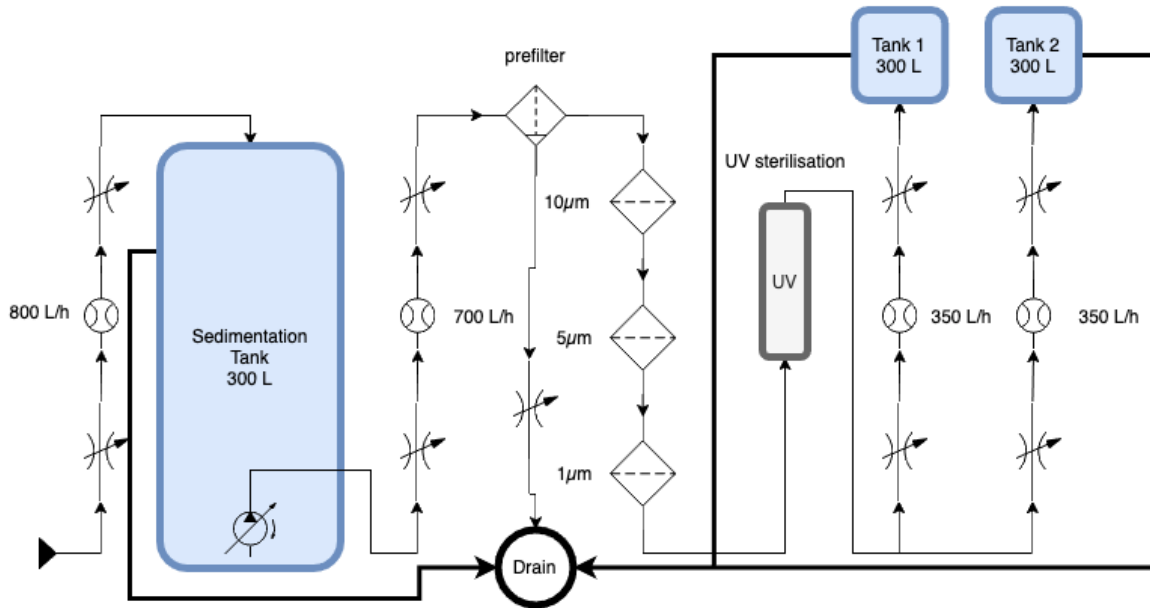 prefilter
Tank 1
300 L
Tank 2
300 L
UV sterilisation
10µm
800 L/h
Sedimentation
Tank
300 L
700 L/h
5µm
UV
350 L/h
350 L/h
1µm
Drain